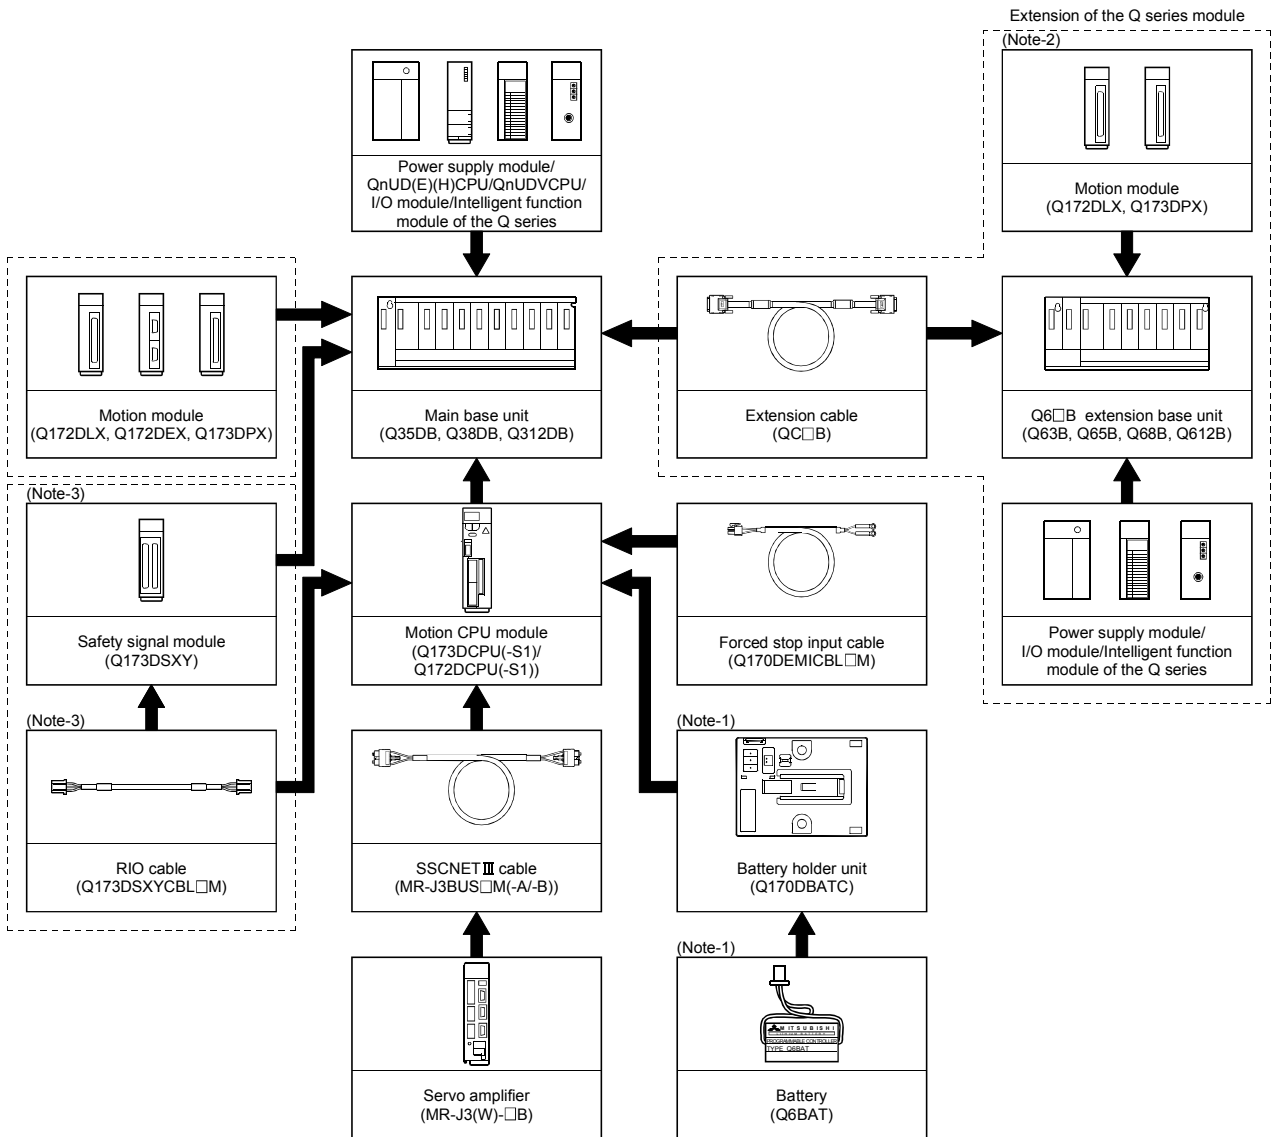 Extension of the Q series module
(Note-2)
Power supply module/
QnUD(E)(H)CPU/QnUDVCPU/
I/O module/Intelligent function
module of the Q series
Motion module
(Q172DLX, Q173DPX)
Motion module
(Q172DLX, Q172DEX, Q173DPX)
Main base unit
(Q35DB, Q38DB, Q312DB)
Extension cable
(QC□B)
Q6□B extension base unit
(Q63B, Q65B, Q68B, Q612B)
(Note-3)
Safety signal module
(Q173DSXY)
Motion CPU module
(Q173DCPU(-S1)/
Q172DCPU(-S1))
Forced stop input cable
(Q170DEMICBL□M)
Power supply module/
I/O module/Intelligent function
module of the Q series
(Note-3)
RIO cable
(Q173DSXYCBL□M)
SSCNETⅢ cable
(MR-J3BUS□M(-A/-B))
(Note-1)
Battery holder unit
(Q170DBATC)
Servo amplifier
(MR-J3(W)-□B)
(Note-1)
MITSUBISHI
PROGRAMMABLE CONTROLLER
TYPE Q6BAT
Battery
(Q6BAT)